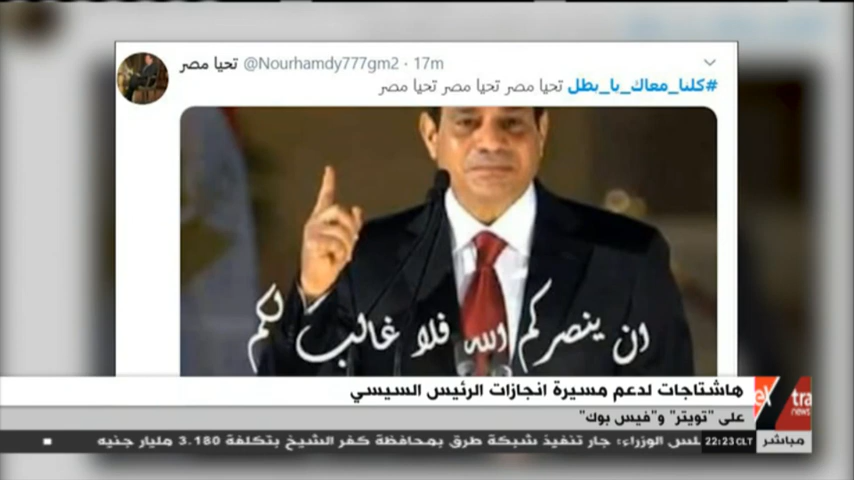 تحيا مصر @Nourhamdy777gm2 · 17m
#كلنا_معاك_يا_بطل تحيا مصر تحيا مصر تحيا مصر
ان ينصركم الله فلا غالب لكم
هاشتاجات لدعم مسيرة انجازات الرئيس السيسي
على "تويتر" و"فيس بوك"
tra
news
مباشر
22:23 CLT
لس الوزراء: جار تنفيذ شبكة طرق بمحافظة كفر الشيخ بتكلفة 3.180 مليار جنيه